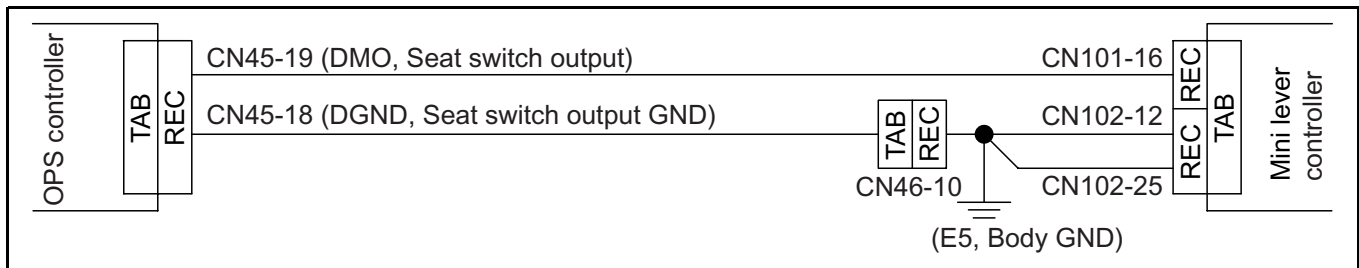 OPS controller
TAB
REC
CN45-19 (DMO, Seat switch output)
CN45-18 (DGND, Seat switch output GND)
TAB
REC
CN46-10
(E5, Body GND)
CN101-16
CN102-12
CN102-25
REC
REC
TAB
Mini lever
controller